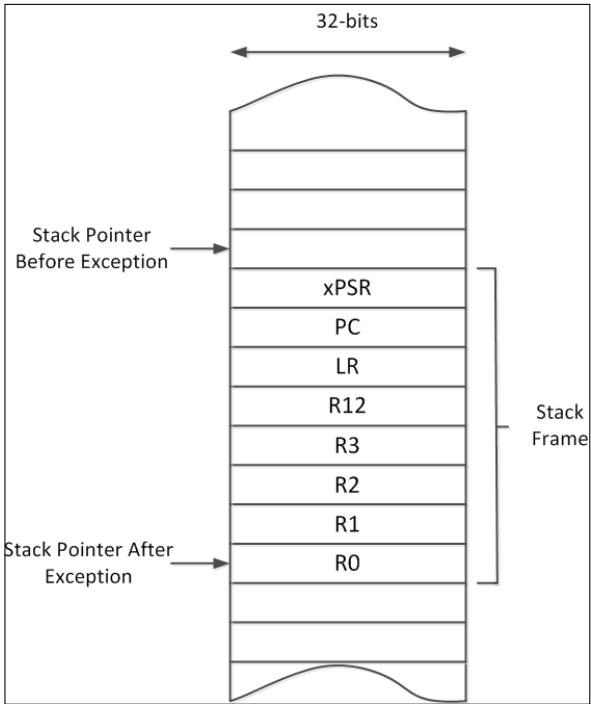 32-bits
Stack Pointer
Before Exception
xPSR
PC
LR
R12
R3
R2
R1
R0
Stack
Frame
Stack Pointer After
Exception